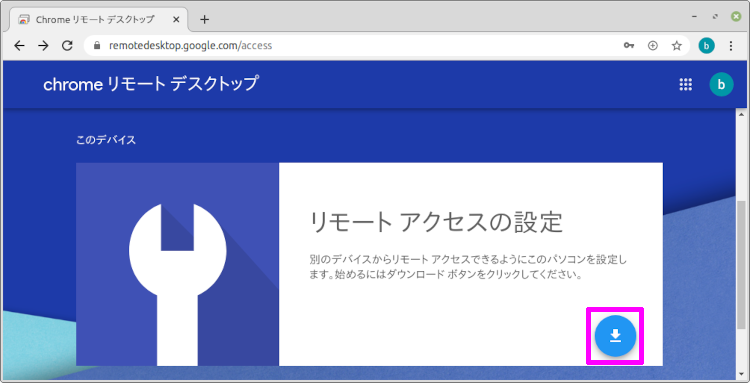 Chrome リモート デスクトップ
remotedesktop.google.com/access
b
chrome リモート デスクトップ
b
このデバイス
リモート アクセスの設定
別のデバイスからリモート アクセスできるようにこのパソコンを設定し
ます。始めるにはダウンロード ボタンをクリックしてください。